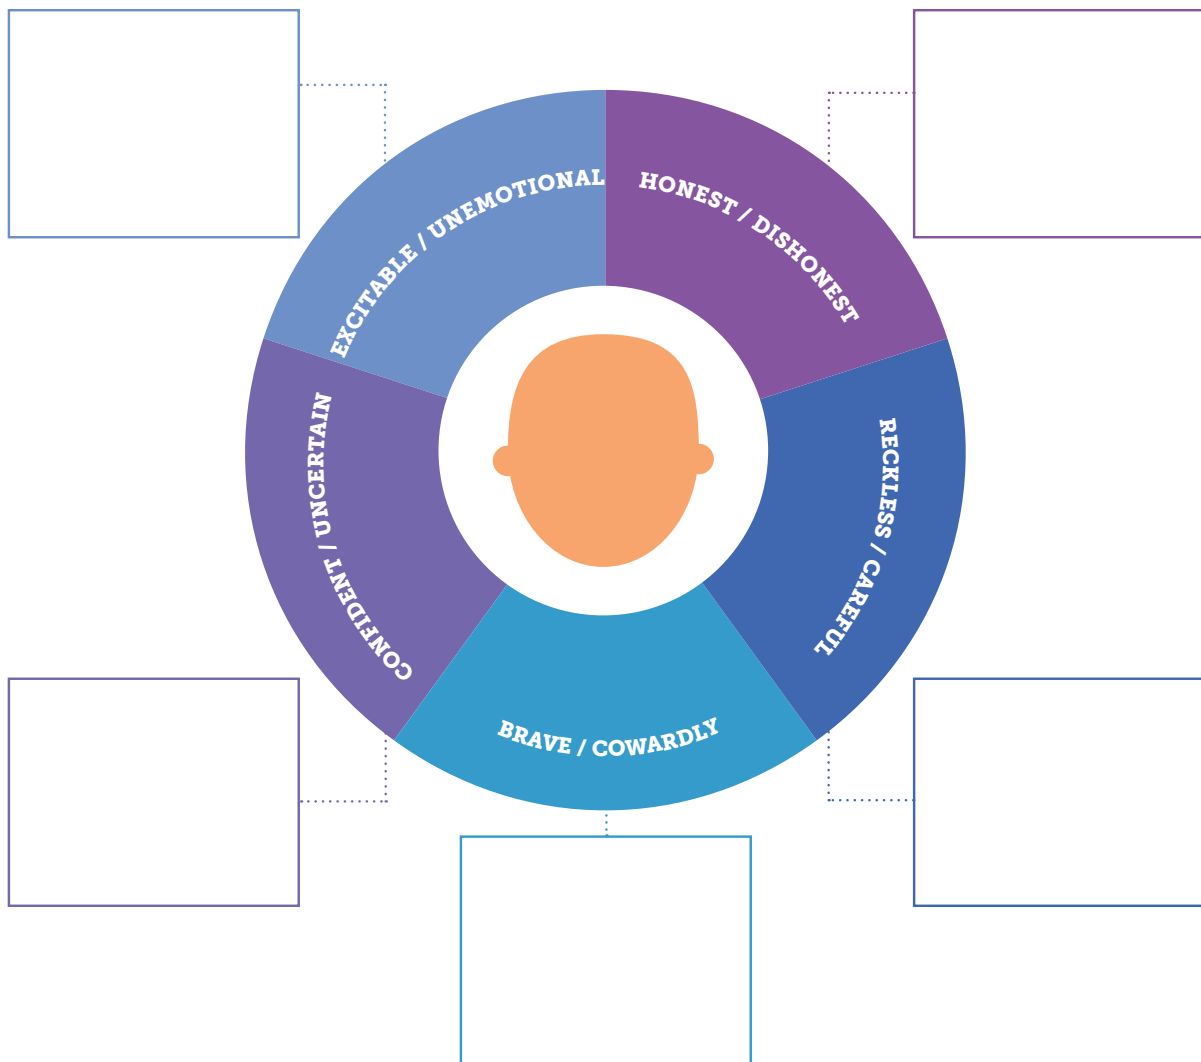 EXCITABLE / UNEMOTIONAL
HONEST / DISHONEST
CONFIDENT / UNCERTAIN
RECKLESS / CAREFUL
BRAVE / COWARDLY